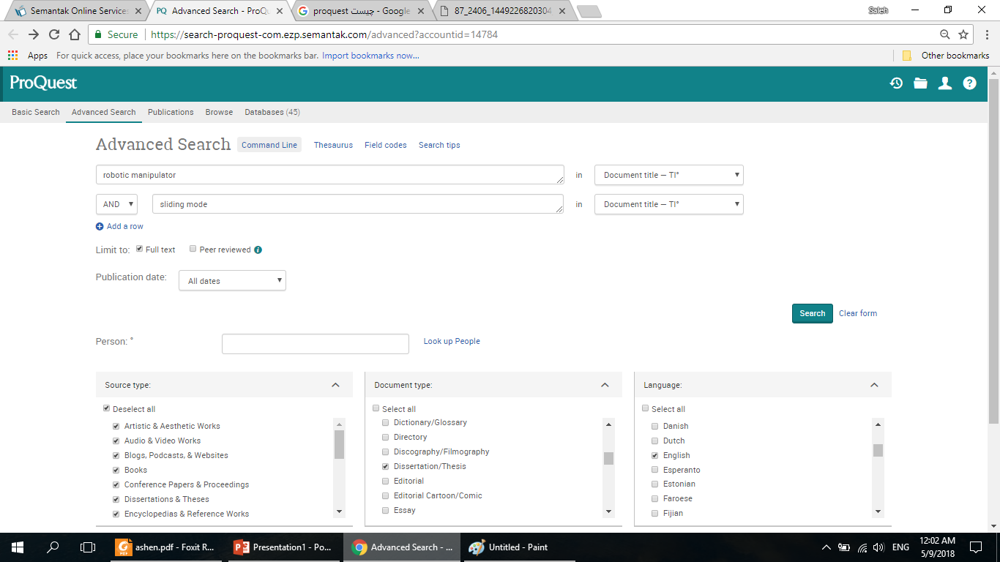 Semantak Online Services
Advanced Search - ProQu
proquest چیست - Google
87_2406_1449226820304
Saleh
Secure
https://search-proquest-com.ezp.semantak.com/advanced?accountid=14784
Apps
For quick access, place your bookmarks here on the bookmarks bar. Import bookmarks now...
Other bookmarks
ProQuest
Basic Search Advanced Search Publications Browse Databases (45)
Advanced Search Command Line Thesaurus Field codes Search tips
robotic manipulator in Document title — TI°
AND sliding mode in Document title — TI°
Add a row
Limit to: Full text Peer reviewed
Publication date: All dates
Search Clear form
Person: ° Look up People
Source type:
Deselect all
Artistic & Aesthetic Works
Audio & Video Works
Blogs, Podcasts, & Websites
Books
Conference Papers & Proceedings
Dissertations & Theses
Encyclopedias & Reference Works
Document type:
Select all
Dictionary/Glossary
Directory
Discography/Filmography
Dissertation/Thesis
Editorial
Editorial Cartoon/Comic
Essay
Language:
Select all
Danish
Dutch
English
Esperanto
Estonian
Faroese
Fijian
ashen.pdf - Foxit R...
Presentation1 - Po...
Advanced Search - ...
Untitled - Paint
ENG
12:02 AM
5/9/2018